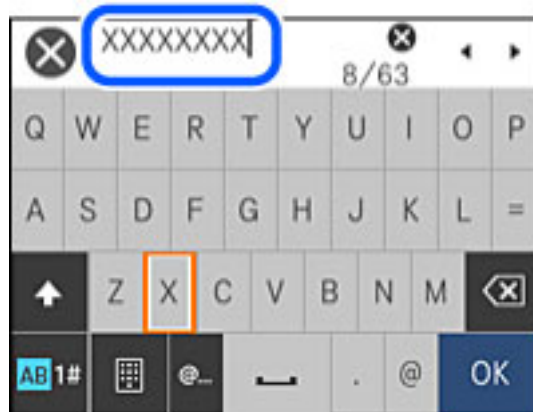 XXXXXXXX
8/63
Q W E R T Y U I O P
A S D F G H J K L =
Z X C V B N M
AB 1# @... . @ OK